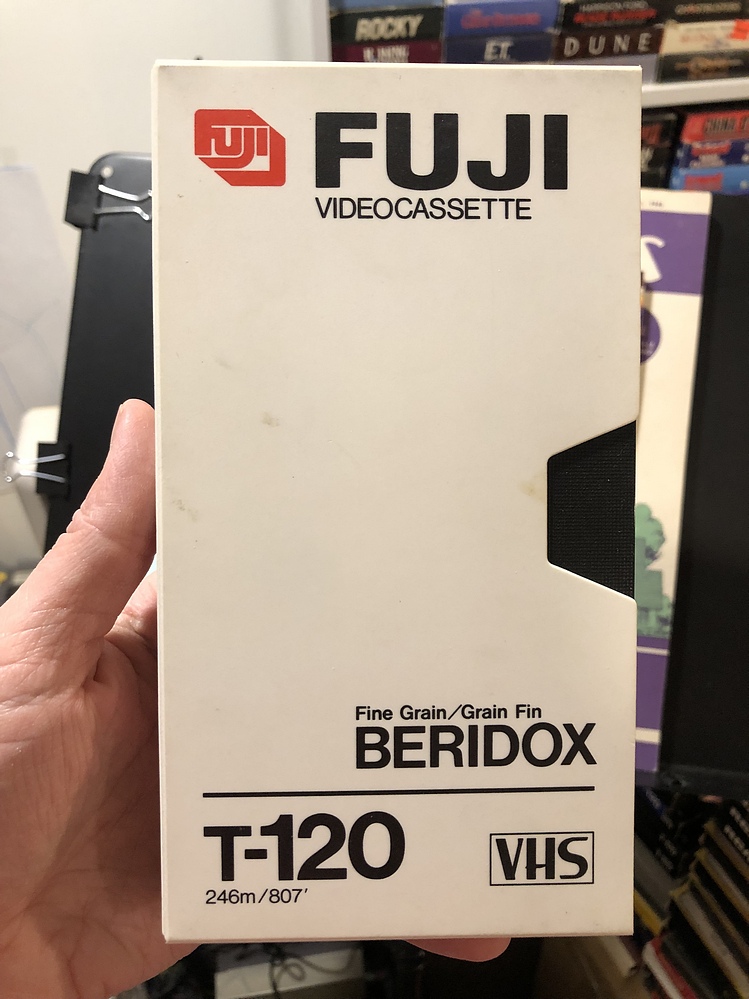 ROCKY
E.T.
DUNE
FUJI
FUJI
VIDEOCASSETTE
Fine Grain/Grain Fin
BERIDOX
T-120
246m/807'
VHS